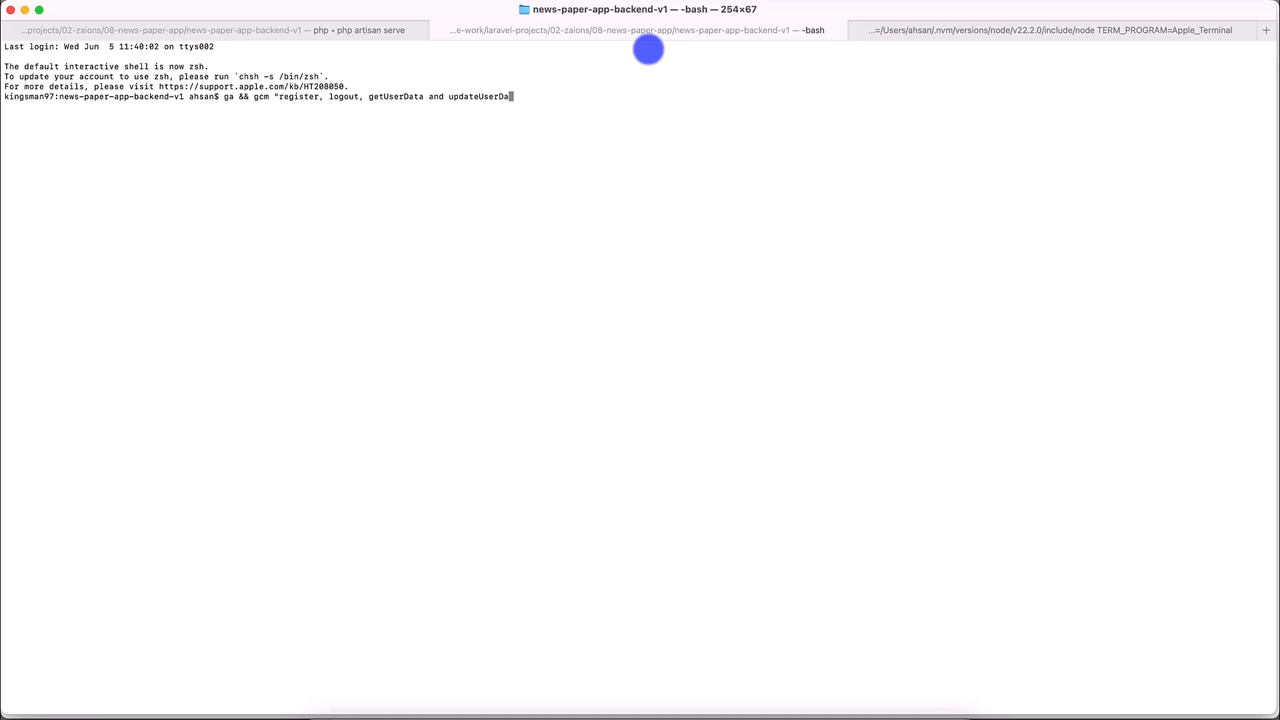 news-paper-app-backend-v1 — -bash — 254×67
...projects/02-zaions/08-news-paper-app/news-paper-app-backend-v1 — php • php artisan serve
...e-work/laravel-projects/02-zaions/08-news-paper-app/news-paper-app-backend-v1 — -bash
...=/Users/ahsan/.nvm/versions/node/v22.2.0/include/node TERM_PROGRAM=Apple_Terminal
+
Last login: Wed Jun  5 11:40:02 on ttys002
The default interactive shell is now zsh.
To update your account to use zsh, please run `chsh -s /bin/zsh`.
For more details, please visit https://support.apple.com/kb/HT208050.
kingsman97:news-paper-app-backend-v1 ahsan$ ga && gcm "register, logout, getUserData and updateUserDa